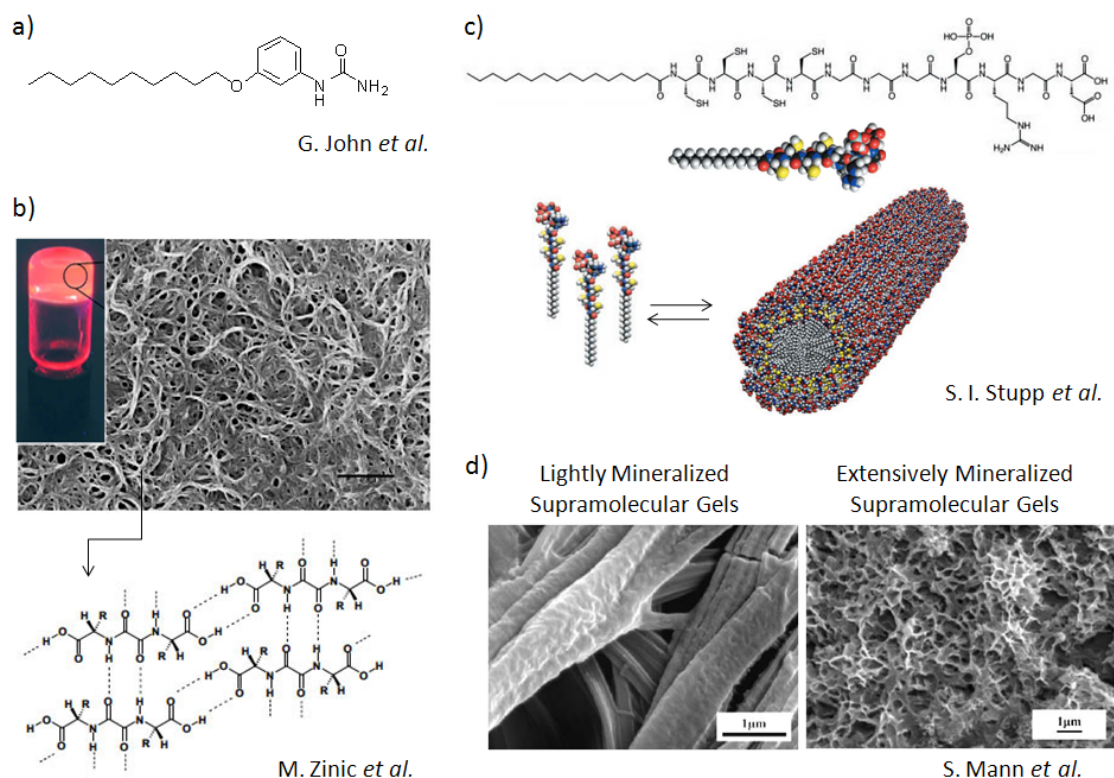 a)
O
O
N
H
NH₂
G. John et al.
b)
M. Zinic et al.
c)
O
HO P OH
SH SH O
SH SH
OH
OH
H₂N NH
S. I. Stupp et al.
d)
Lightly Mineralized
Supramolecular Gels
Extensively Mineralized
Supramolecular Gels
1µm
1µm
S. Mann et al.